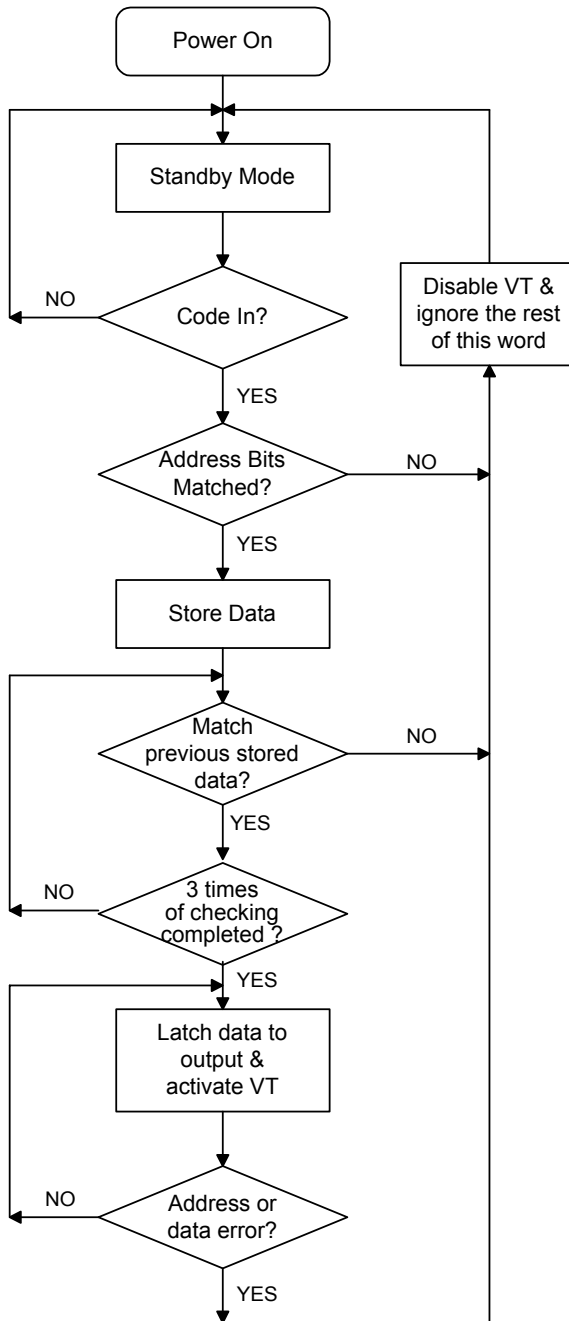 Power On
Standby Mode
NO
Code In?
Disable VT &
ignore the rest
of this word
YES
Address Bits
Matched?
NO
YES
Store Data
Match
previous stored
data?
NO
YES
NO
3 times
of checking
completed ?
YES
Latch data to
output &
activate VT
NO
Address or
data error?
YES